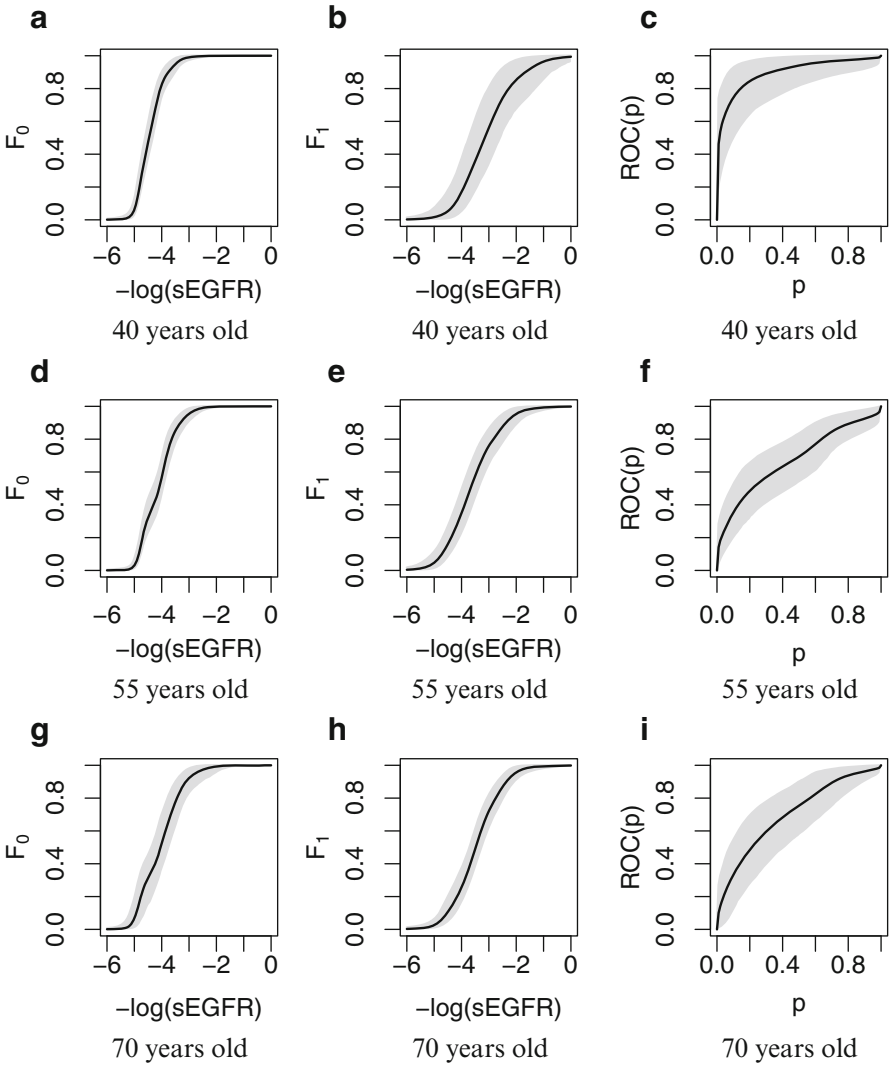 a
F0
0.0 0.4 0.8
−6 −4 −2 0
−log(sEGFR)
40 years old
b
F1
0.0 0.4 0.8
−6 −4 −2 0
−log(sEGFR)
40 years old
c
ROC(p)
0.0 0.4 0.8
0.0 0.4 0.8
p
40 years old
d
F0
0.0 0.4 0.8
−6 −4 −2 0
−log(sEGFR)
55 years old
e
F1
0.0 0.4 0.8
−6 −4 −2 0
−log(sEGFR)
55 years old
f
ROC(p)
0.0 0.4 0.8
0.0 0.4 0.8
p
55 years old
g
F0
0.0 0.4 0.8
−6 −4 −2 0
−log(sEGFR)
70 years old
h
F1
0.0 0.4 0.8
−6 −4 −2 0
−log(sEGFR)
70 years old
i
ROC(p)
0.0 0.4 0.8
0.0 0.4 0.8
p
70 years old